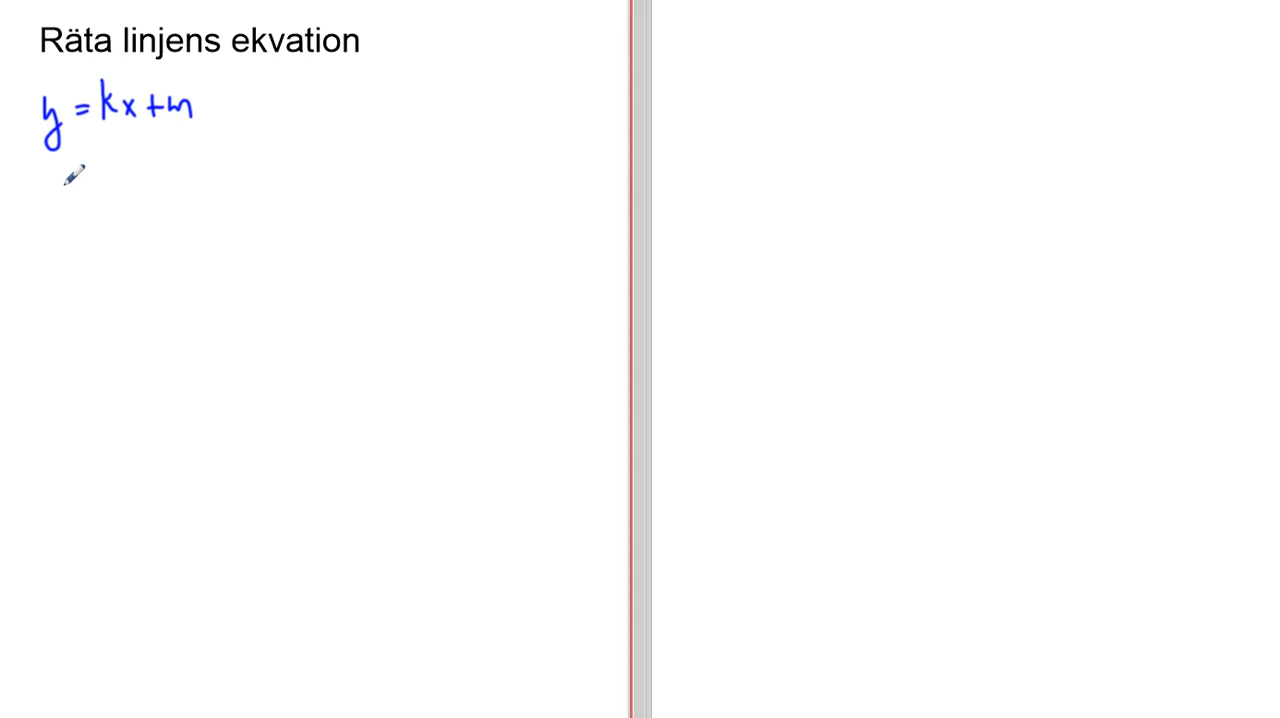 Räta linjens ekvation
y = kx + m